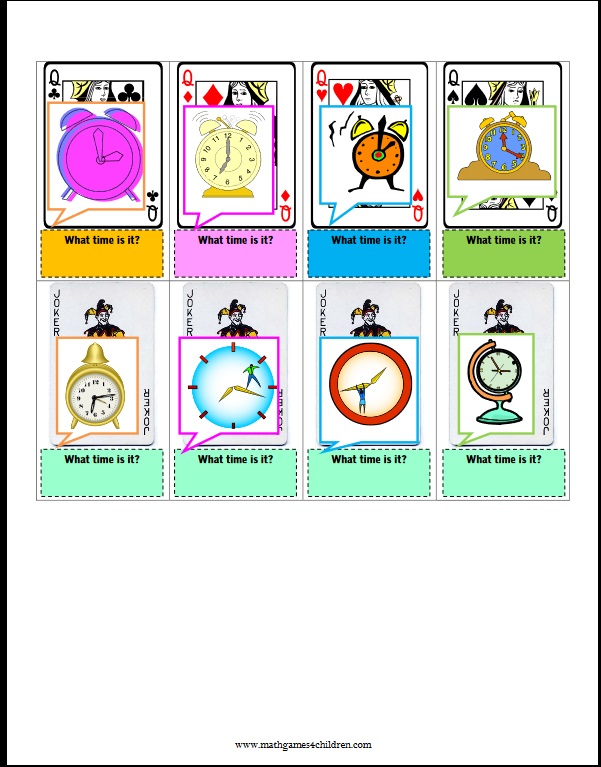 Q Q Q Q
Q Q Q Q
What time is it? What time is it? What time is it? What time is it?
JOKER JOKER JOKER JOKER
JOKER JOKER JOKER
What time is it? What time is it? What time is it? What time is it?
www.mathgames4children.com